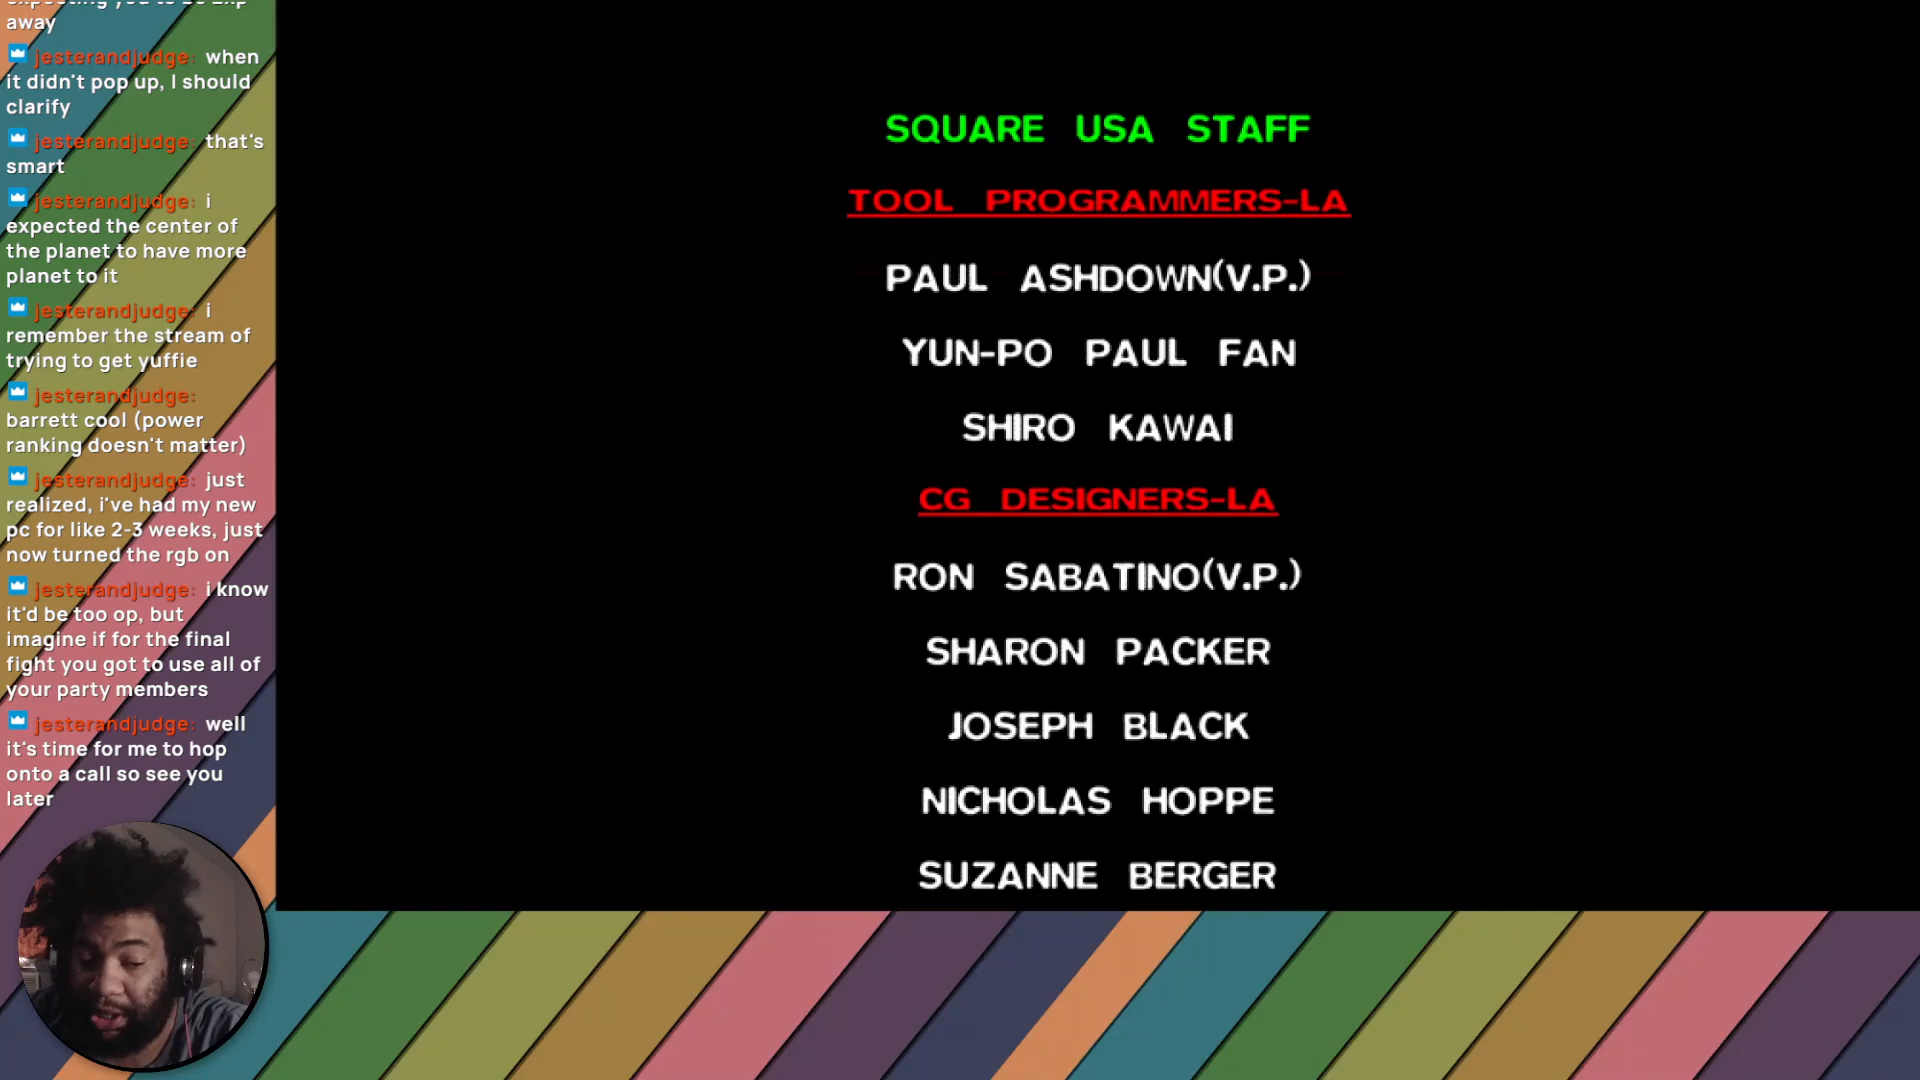 away
jesterandjudge: when
it didn't pop up, I should
clarify
jesterandjudge: that's
smart
jesterandjudge: i
expected the center of
the planet to have more
planet to it
jesterandjudge: i
remember the stream of
trying to get yuffie
jesterandjudge:
barrett cool (power
ranking doesn't matter)
jesterandjudge: just
realized, i've had my new
pc for like 2-3 weeks, just
now turned the rgb on
jesterandjudge: i know
it'd be too op, but
imagine if for the final
fight you got to use all of
your party members
jesterandjudge: well
it's time for me to hop
onto a call so see you
later
SQUARE USA STAFF
TOOL PROGRAMMERS-LA
PAUL ASHDOWN(V.P.)
YUN-PO PAUL FAN
SHIRO KAWAI
CG DESIGNERS-LA
RON SABATINO(V.P.)
SHARON PACKER
JOSEPH BLACK
NICHOLAS HOPPE
SUZANNE BERGER